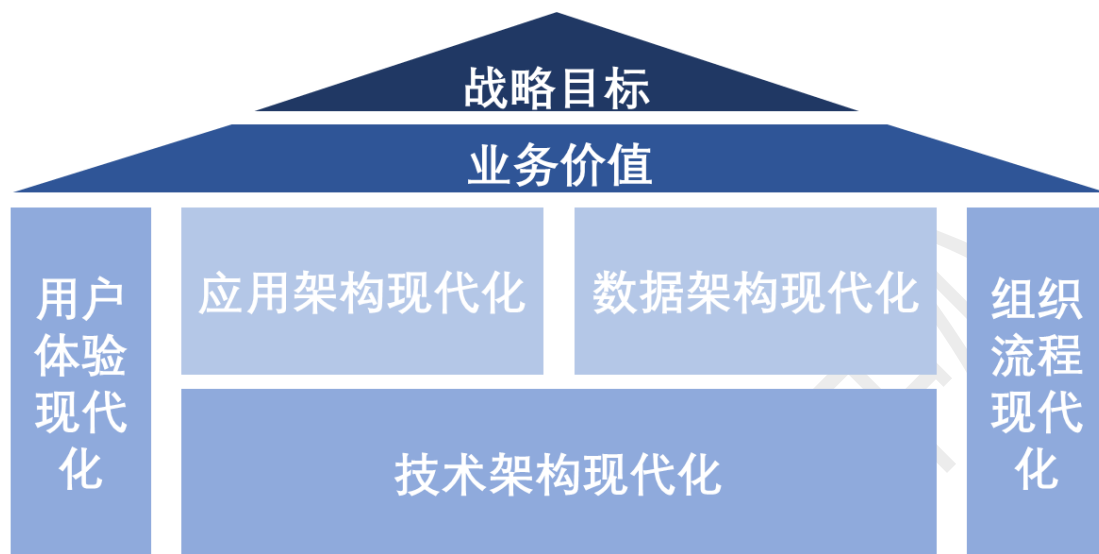 战略目标
业务价值
用户
体验
现代
化
应用架构现代化
数据架构现代化
技术架构现代化
组织
流程
现代
化